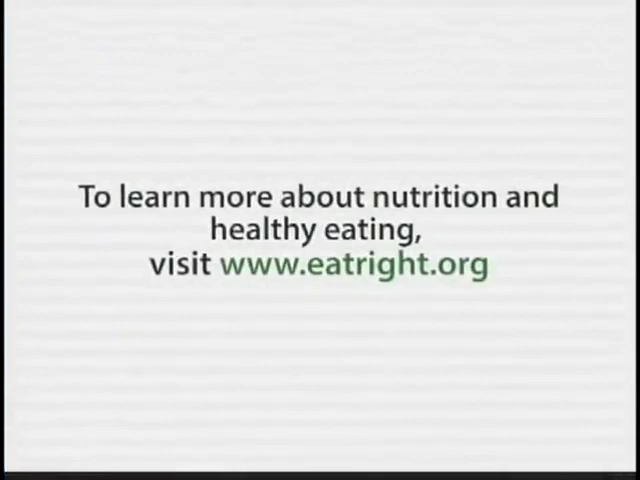 To learn more about nutrition and
healthy eating,
visit www.eatright.org